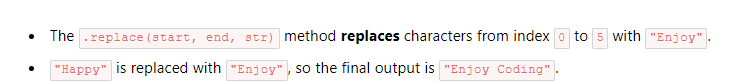 • The .replace(start, end, str) method replaces characters from index 0 to 5 with "Enjoy".
• "Happy" is replaced with "Enjoy", so the final output is "Enjoy Coding".